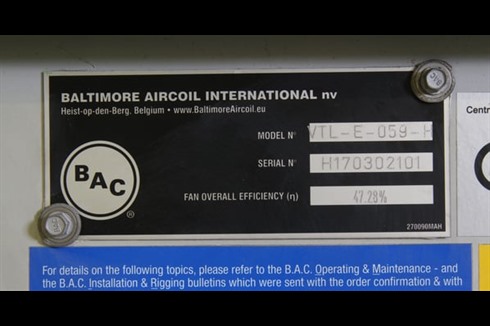 BALTIMORE AIRCOIL INTERNATIONAL nv
Heist-op-den-Berg, Belgium • www.BaltimoreAircoil.eu
MODEL N° VTL-E-059-H
SERIAL N° H170302101
BAC
®
FAN OVERALL EFFICIENCY (η) 47.28%
270090MAH
Centri
For details on the following topics, please refer to the B.A.C. Operating & Maintenance - and
the B.A.C. Installation & Rigging bulletins which were sent with the order confirmation & with